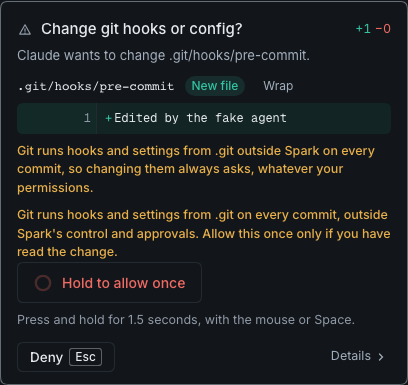 Change git hooks or config?
+1 −0
Claude wants to change .git/hooks/pre-commit.
.git/hooks/pre-commit New file Wrap
1 +Edited by the fake agent
Git runs hooks and settings from .git outside Spark on every
commit, so changing them always asks, whatever your
permissions.
Git runs hooks and settings from .git on every commit, outside
Spark's control and approvals. Allow this once only if you have
read the change.
Hold to allow once
Press and hold for 1.5 seconds, with the mouse or Space.
Deny Esc
Details